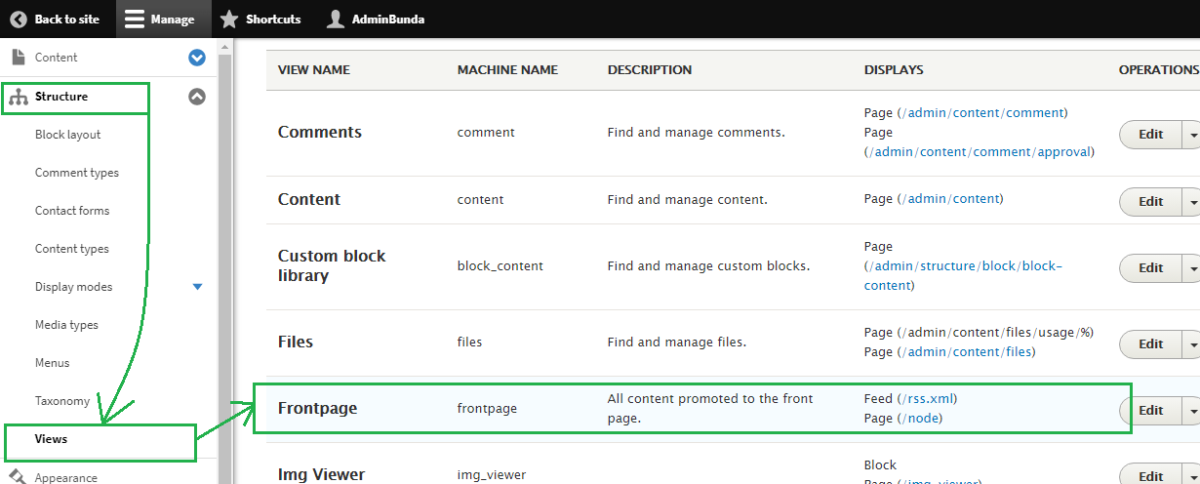 Back to site Manage Shortcuts AdminBunda
Content
Structure
Block layout
Comment types
Contact forms
Content types
Display modes
Media types
Menus
Taxonomy
Views
Appearance
VIEW NAME MACHINE NAME DESCRIPTION DISPLAYS OPERATIONS
Comments comment Find and manage comments. Page (/admin/content/comment)
Page
(/admin/content/comment/approval) Edit
Content content Find and manage content. Page (/admin/content) Edit
Custom block
library block_content Find and manage custom blocks. Page
(/admin/structure/block/block-
content) Edit
Files files Find and manage files. Page (/admin/content/files/usage/%)
Page (/admin/content/files) Edit
Frontpage frontpage All content promoted to the front
page. Feed (/rss.xml)
Page (/node) Edit
Img Viewer img_viewer Block
Page (/img_viewer) Edit